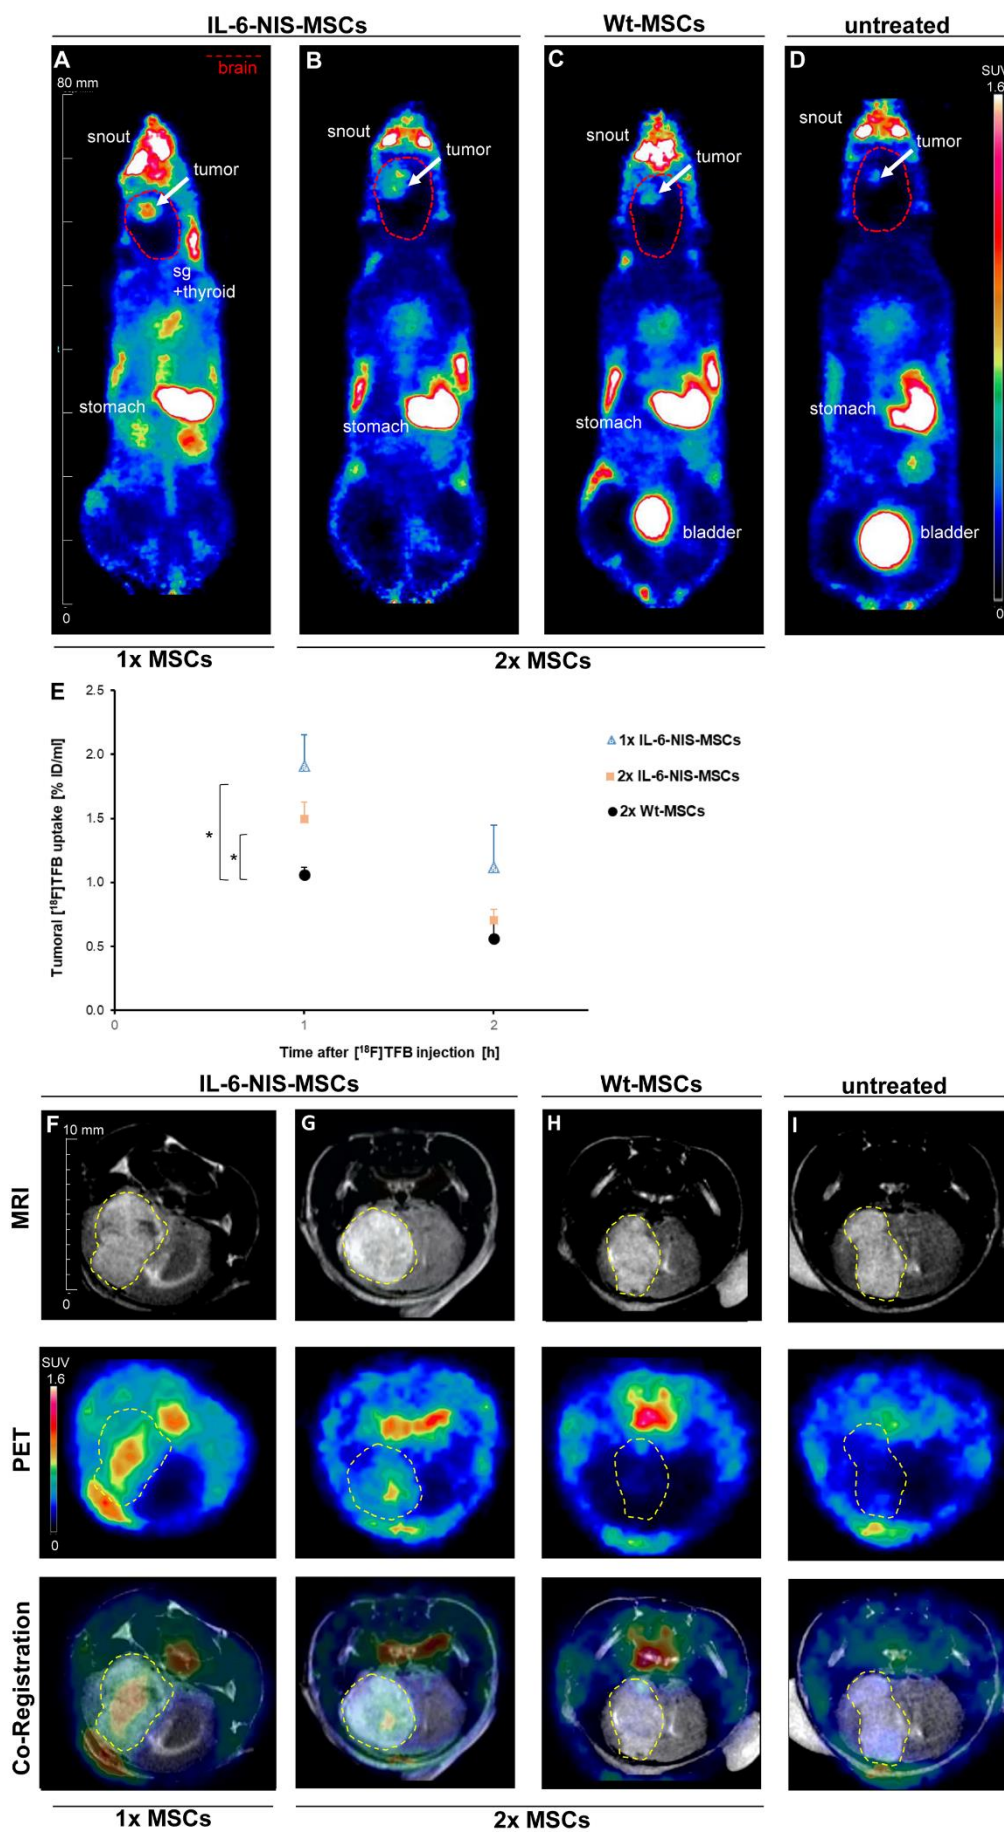 IL-6-NIS-MSCs Wt-MSCs untreated
A B C D
brain
80 mm
SUV
1.6
snout snout snout snout
tumor tumor tumor tumor
sg
+thyroid
stomach stomach stomach stomach
bladder bladder
0 0
1x MSCs 2x MSCs
E
Tumoral [¹⁸F]TFB uptake [% ID/ml]
2.5
2.0
1.5
1.0
0.5
0.0
0 1 2
Time after [¹⁸F]TFB injection [h]
* *
1x IL-6-NIS-MSCs
2x IL-6-NIS-MSCs
2x Wt-MSCs
IL-6-NIS-MSCs Wt-MSCs untreated
MRI
F G H I
10 mm
0
PET
SUV
1.6
0
Co-Registration
1x MSCs 2x MSCs